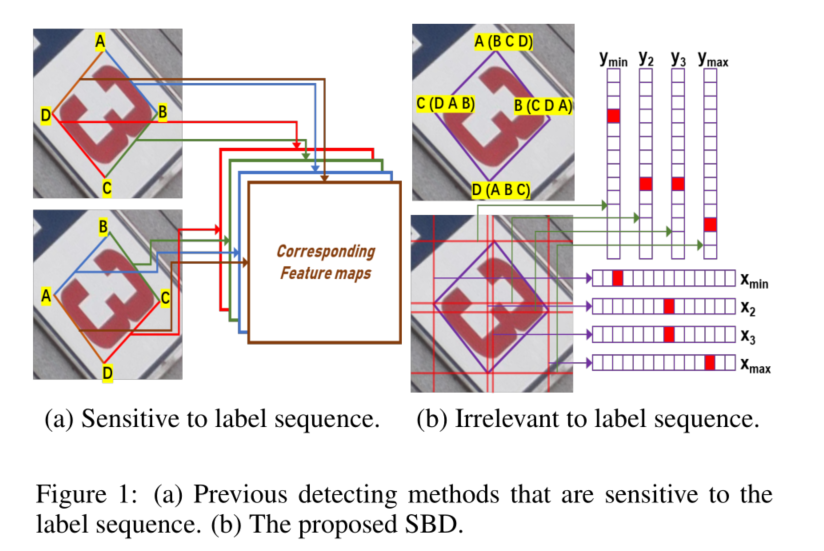 A
B
D
C
B
A
C
D
Corresponding
Feature maps
A (B C D)
C (D A B)
B (C D A)
D (A B C)
ymin y2 y3 ymax
xmin
x2
x3
xmax
(a) Sensitive to label sequence.
(b) Irrelevant to label sequence.
Figure 1: (a) Previous detecting methods that are sensitive to the
label sequence. (b) The proposed SBD.